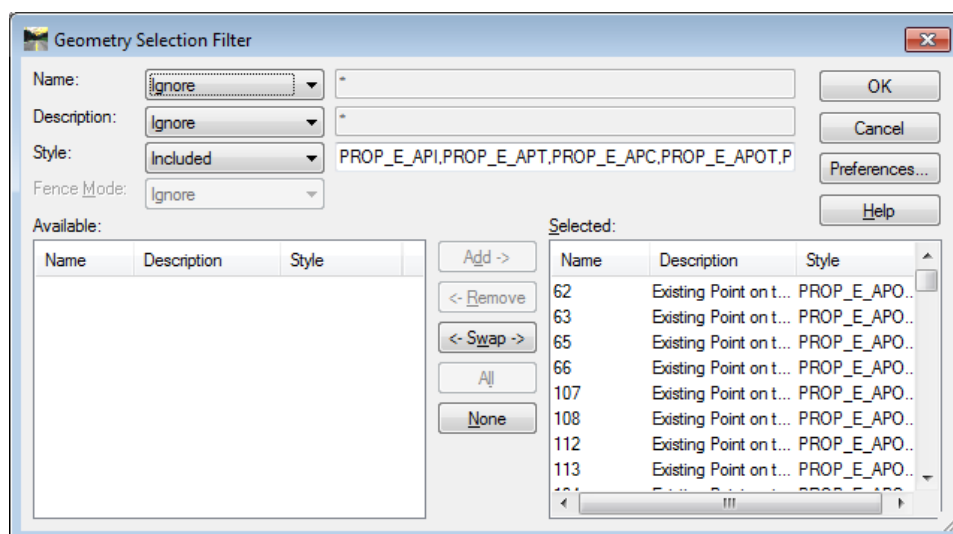 Geometry Selection Filter
Name: Ignore * OK
Description: Ignore * Cancel
Style: Included PROP_E_API,PROP_E_APT,PROP_E_APC,PROP_E_APOT,P Preferences...
Fence Mode: Ignore Help
Available: Selected:
Name Description Style Add -> Name Description Style
<- Remove 62 Existing Point on t... PROP_E_APO...
63 Existing Point on t... PROP_E_APO...
<- Swap -> 65 Existing Point on t... PROP_E_APO...
All 66 Existing Point on t... PROP_E_APO...
107 Existing Point on t... PROP_E_APO...
None 108 Existing Point on t... PROP_E_APO...
112 Existing Point on t... PROP_E_APO...
113 Existing Point on t... PROP_E_APO...